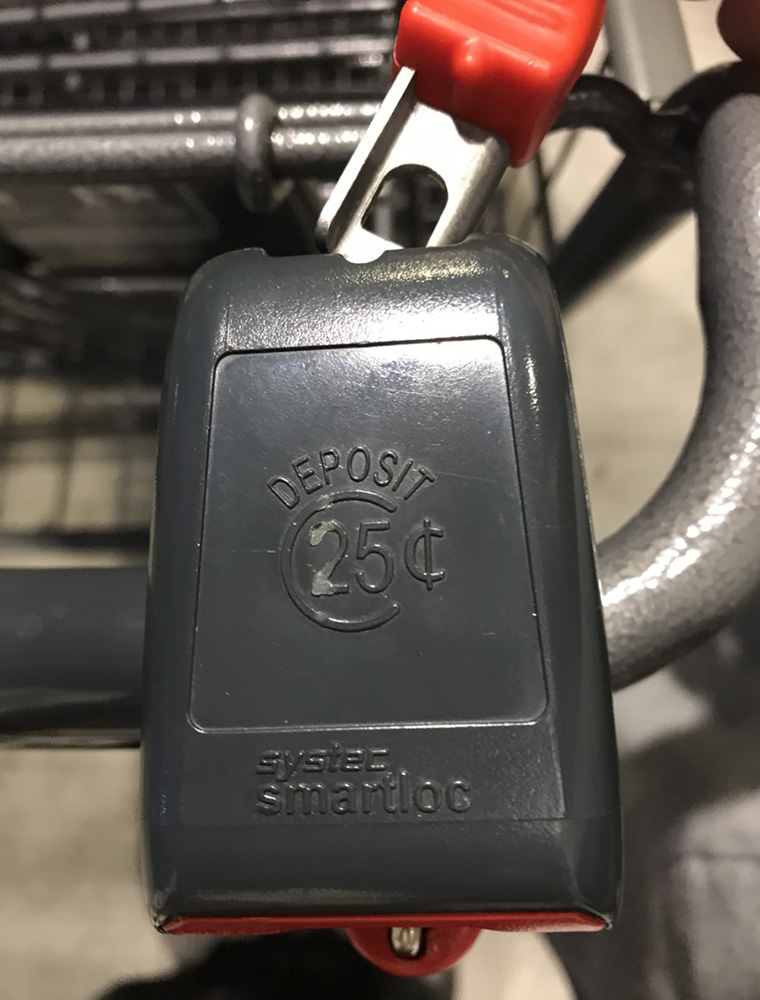 DEPOSIT
25¢
systec
smartloc